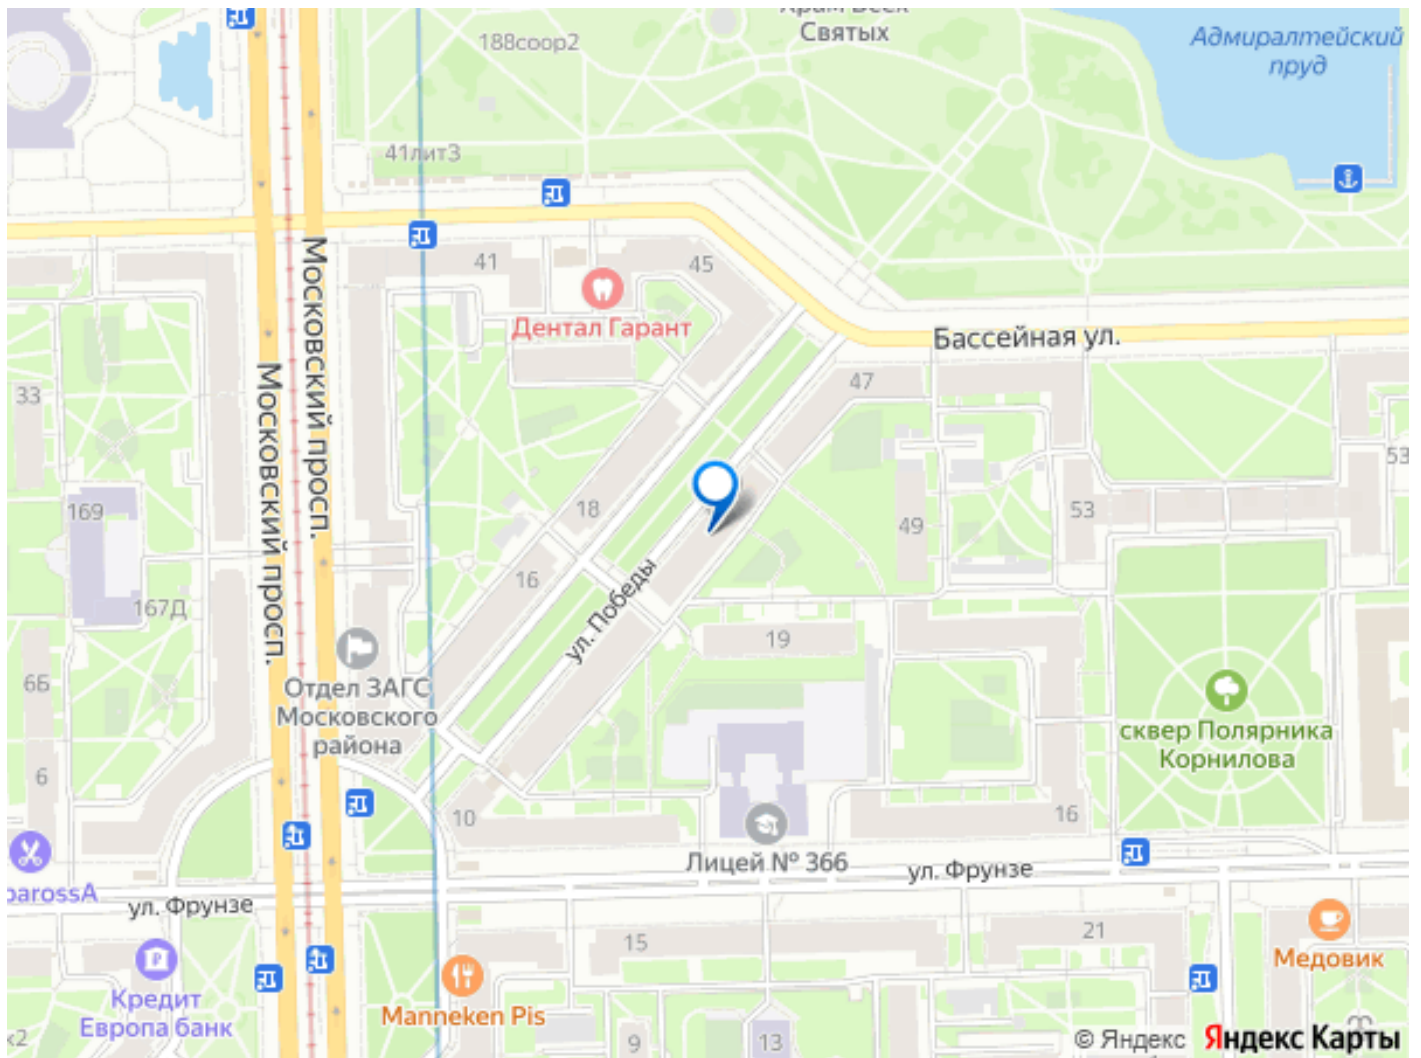 Храм Всех
Святых
188соор2
Адмиралтейский
пруд
41литЗ
41
45
Дентал Гарант
Бассейная ул.
Московский просп.
Московский просп.
47
33
18
169
49
53
53
16
167Д
ул. Победы
19
6Б
Отдел ЗАГС
Московского
района
сквер Полярника
Корнилова
6
10
16
Лицей № 366
ул. Фрунзе
parossA
ул. Фрунзе
15
21
Медовик
Кредит
Европа банк
Manneken Pis
к2
9
13
© Яндекс Яндекс Карты